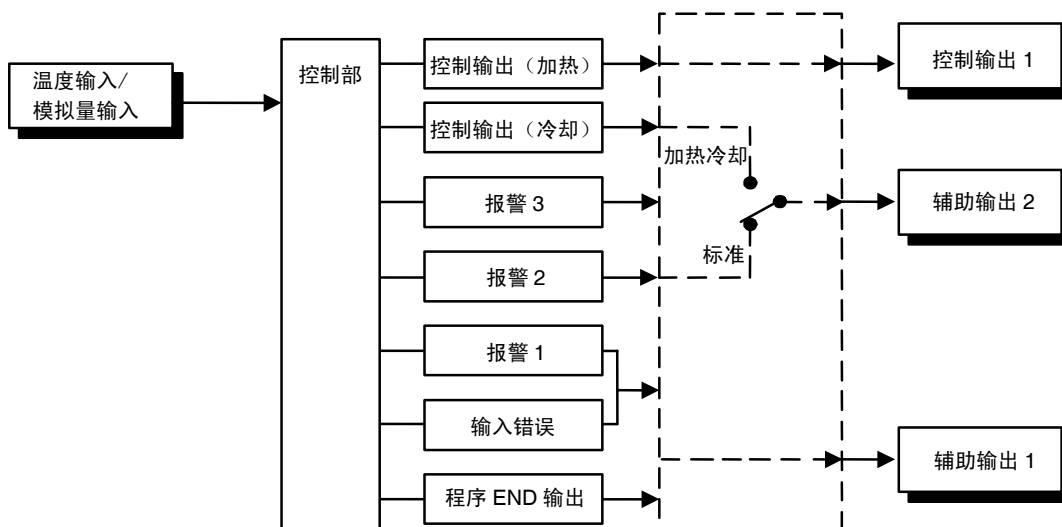 温度输入/
模拟量输入
控制部
控制输出（加热）
控制输出（冷却）
报警 3
报警 2
报警 1
输入错误
程序 END 输出
加热冷却
标准
控制输出 1
辅助输出 2
辅助输出 1